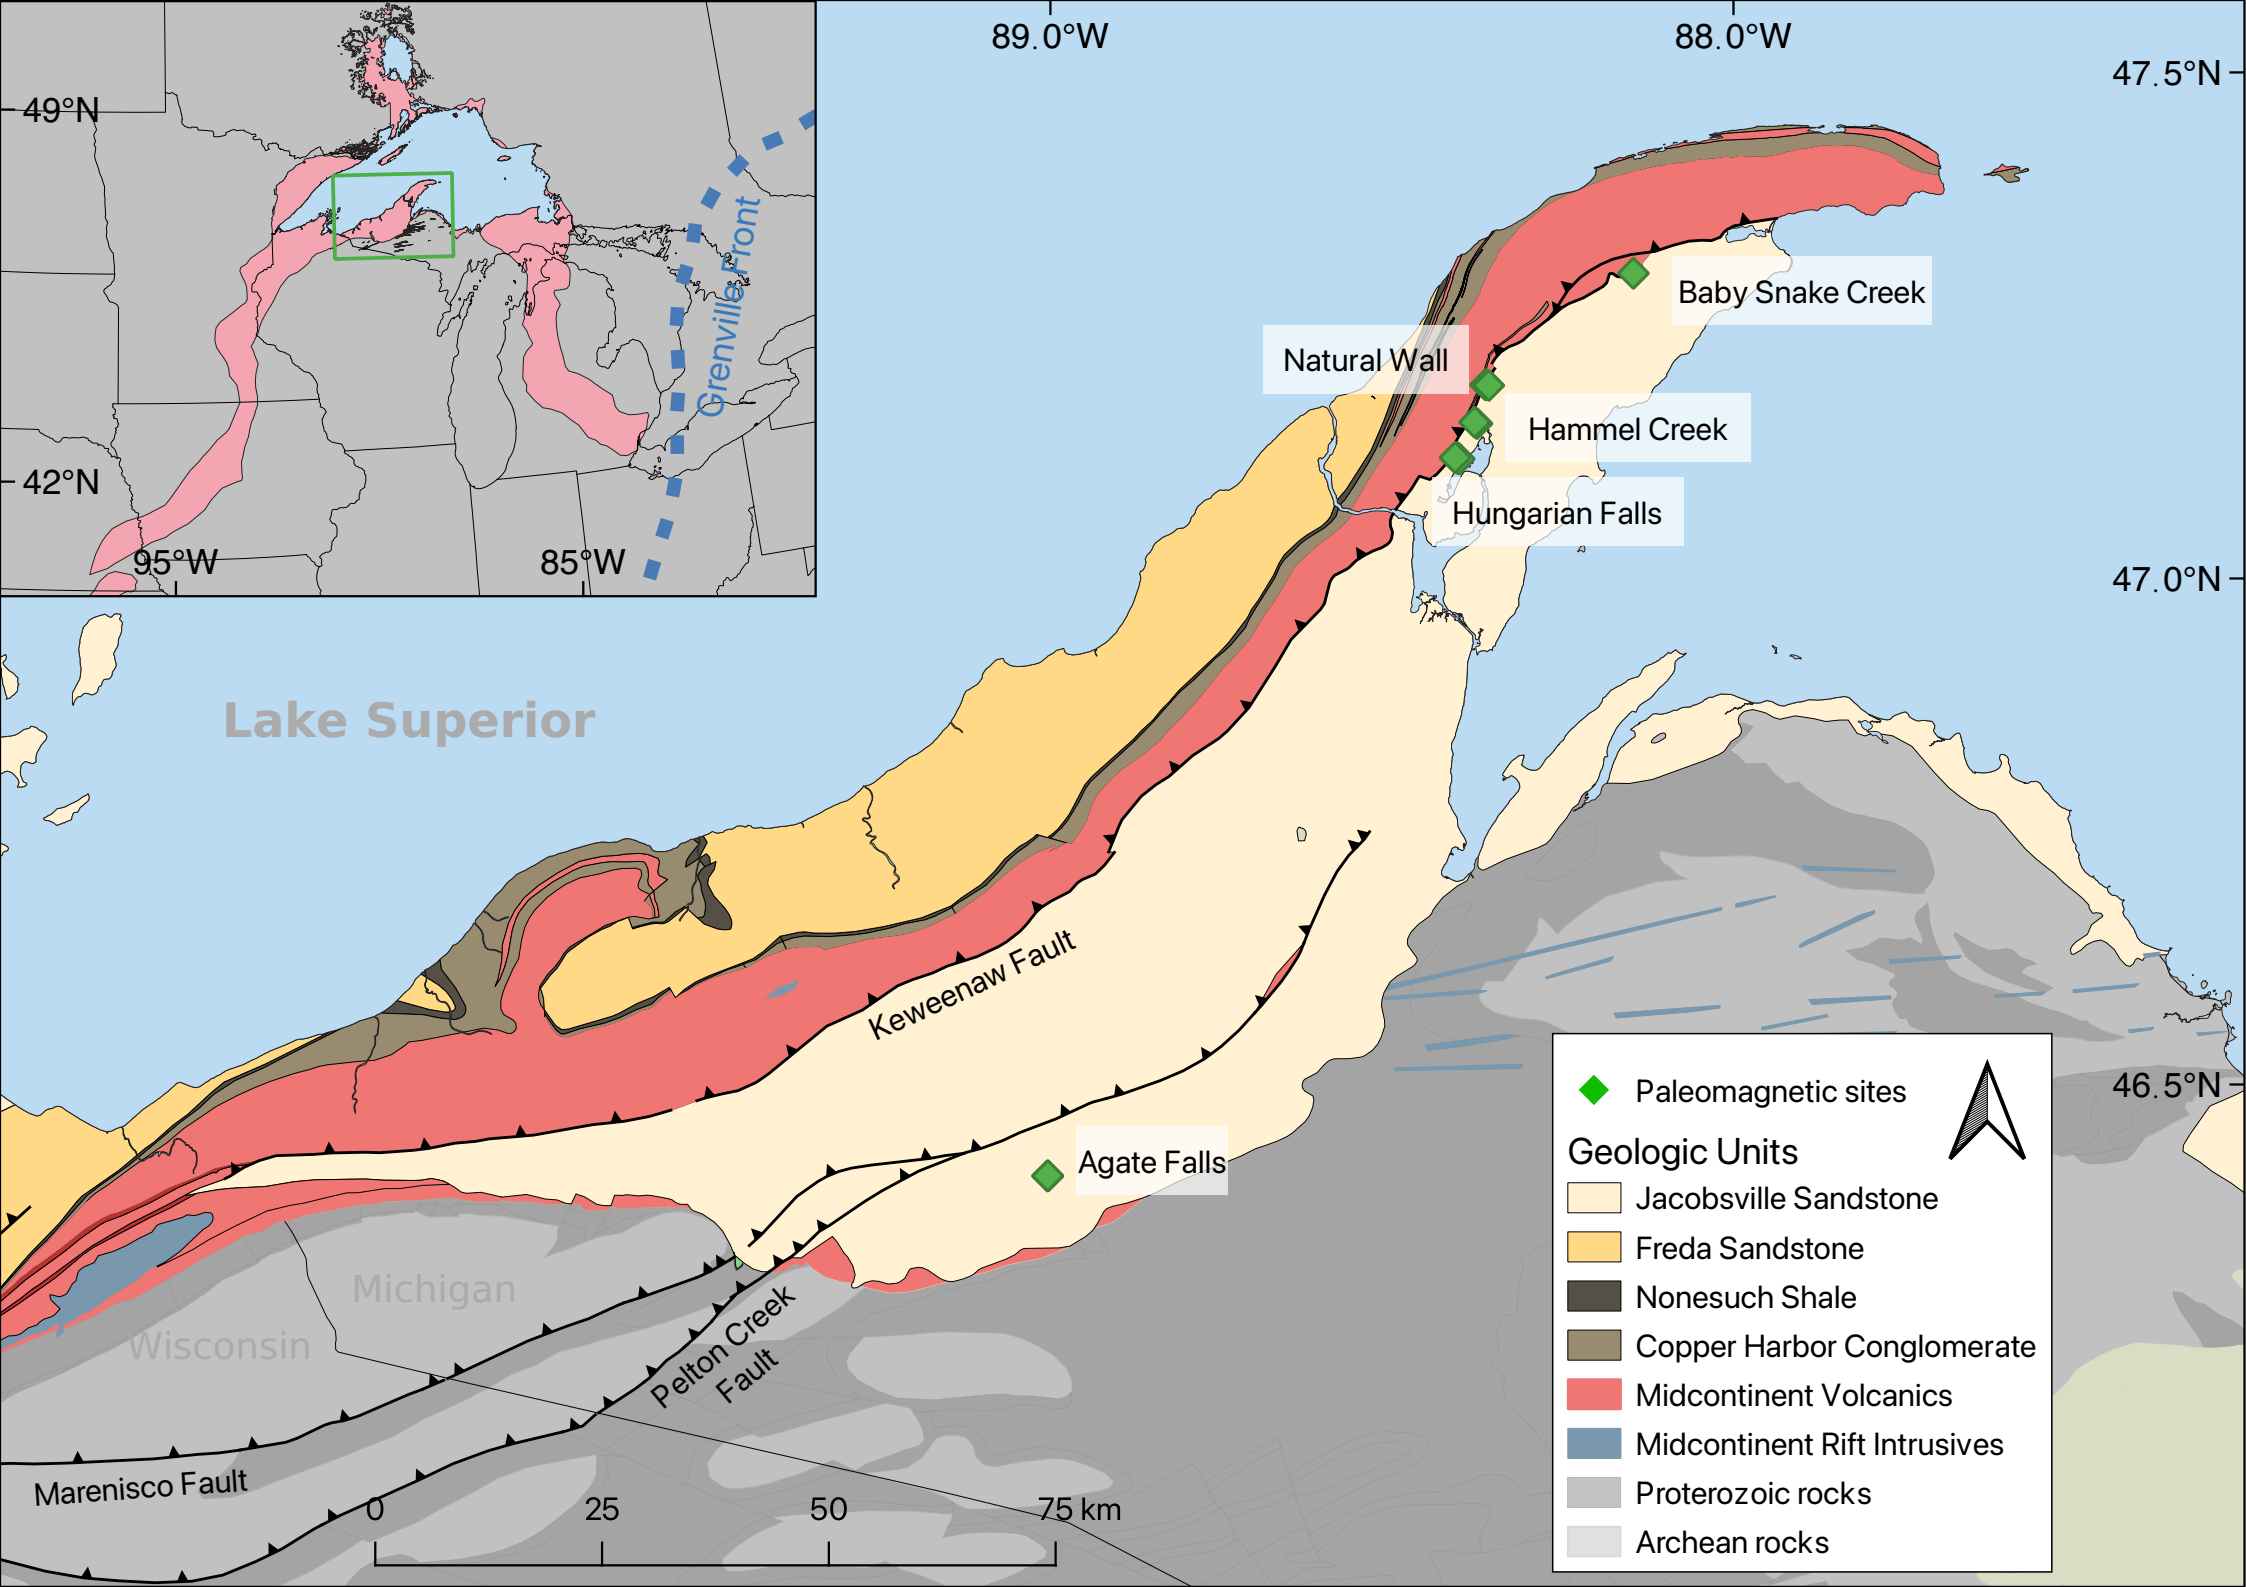 89.0°W
88.0°W
47.5°N
49°N
Grenville Front
42°N
95°W
85°W
Baby Snake Creek
Natural Wall
Hammel Creek
Hungarian Falls
47.0°N
Lake Superior
Keweenaw Fault
46.5°N
Agate Falls
Michigan
Wisconsin
Pelton Creek
Fault
Marenisco Fault
0 25 50 75 km
Paleomagnetic sites
Geologic Units
Jacobsville Sandstone
Freda Sandstone
Nonesuch Shale
Copper Harbor Conglomerate
Midcontinent Volcanics
Midcontinent Rift Intrusives
Proterozoic rocks
Archean rocks